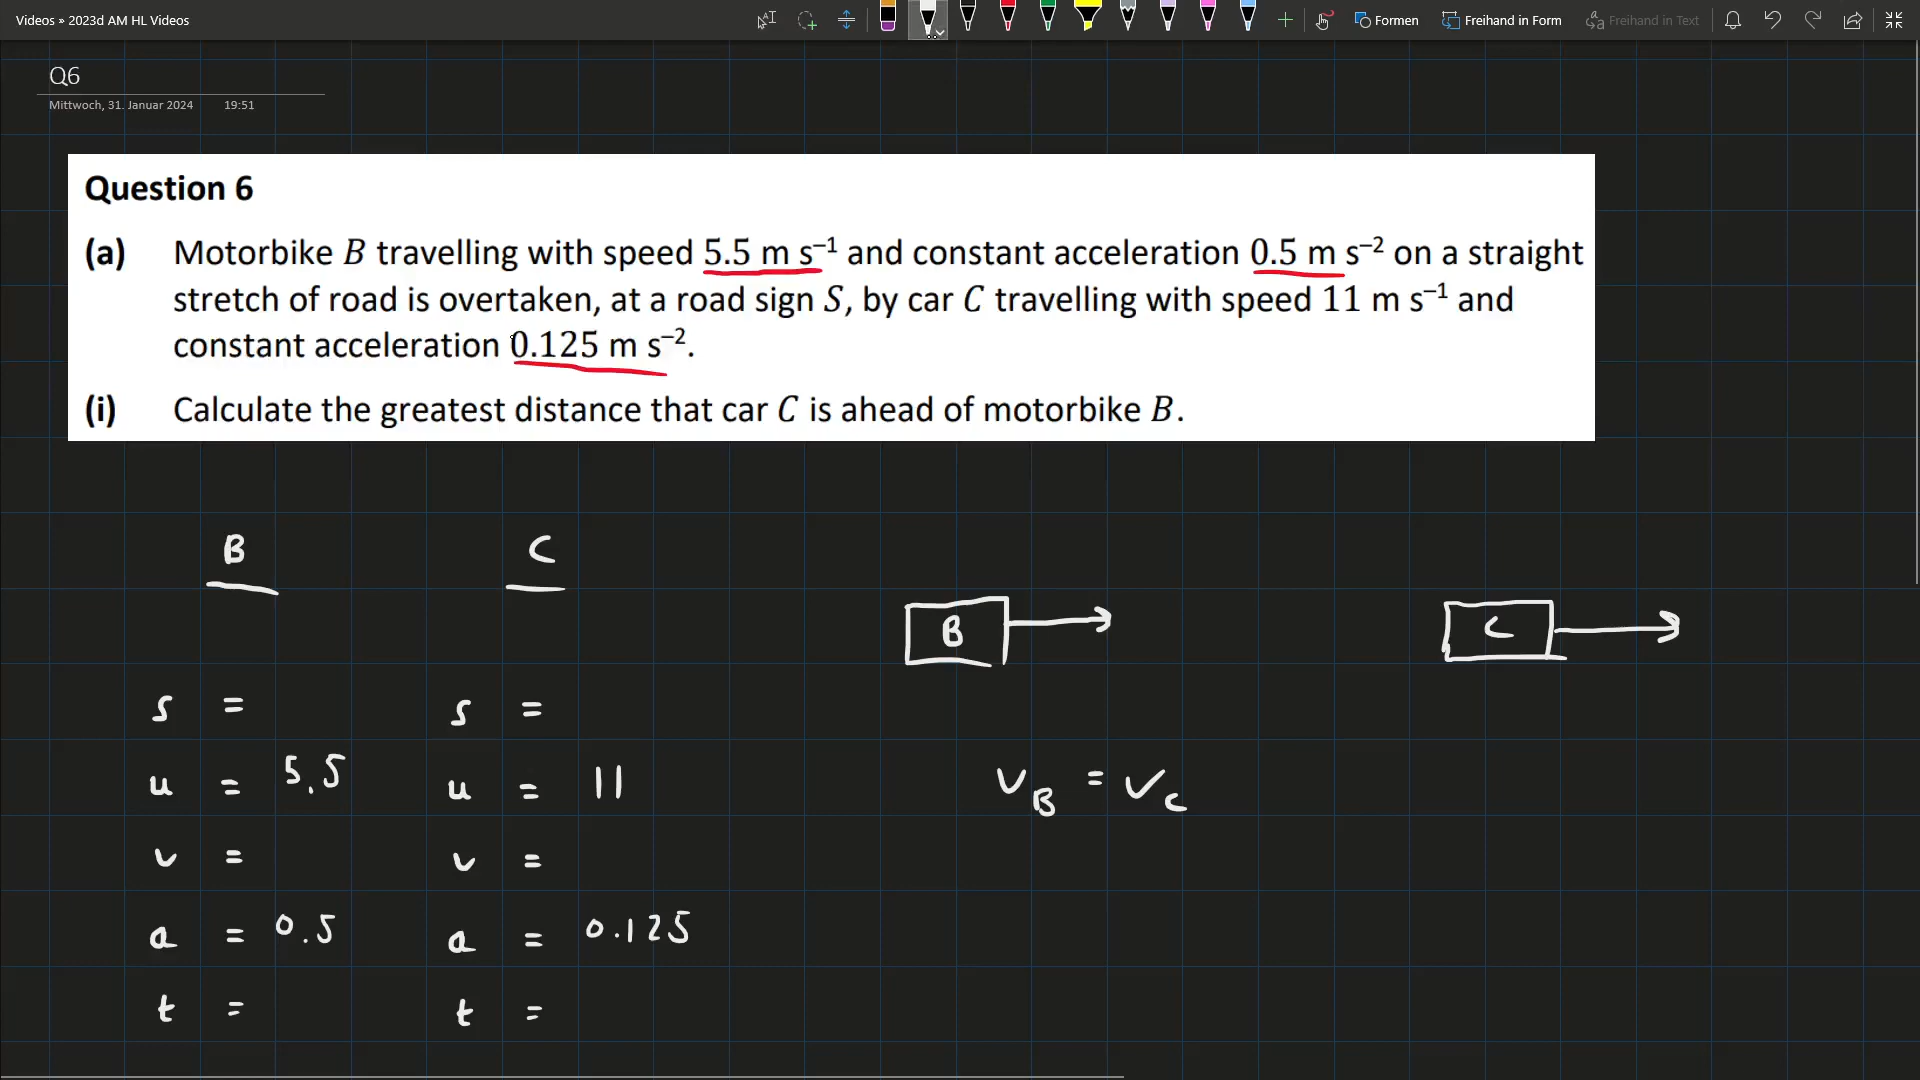 Videos » 2023d AM HL Videos
Formen
Freihand in Form
Freihand in Text
Q6
Mittwoch, 31. Januar 2024 19:51
Question 6
(a) Motorbike B travelling with speed 5.5 m s⁻¹ and constant acceleration 0.5 m s⁻² on a straight
stretch of road is overtaken, at a road sign S, by car C travelling with speed 11 m s⁻¹ and
constant acceleration 0.125 m s⁻².
(i) Calculate the greatest distance that car C is ahead of motorbike B.
B C
B C
s = s =
u = 5.5 u = 11
v_B = v_C
v = v =
a = 0.5 a = 0.125
t = t =